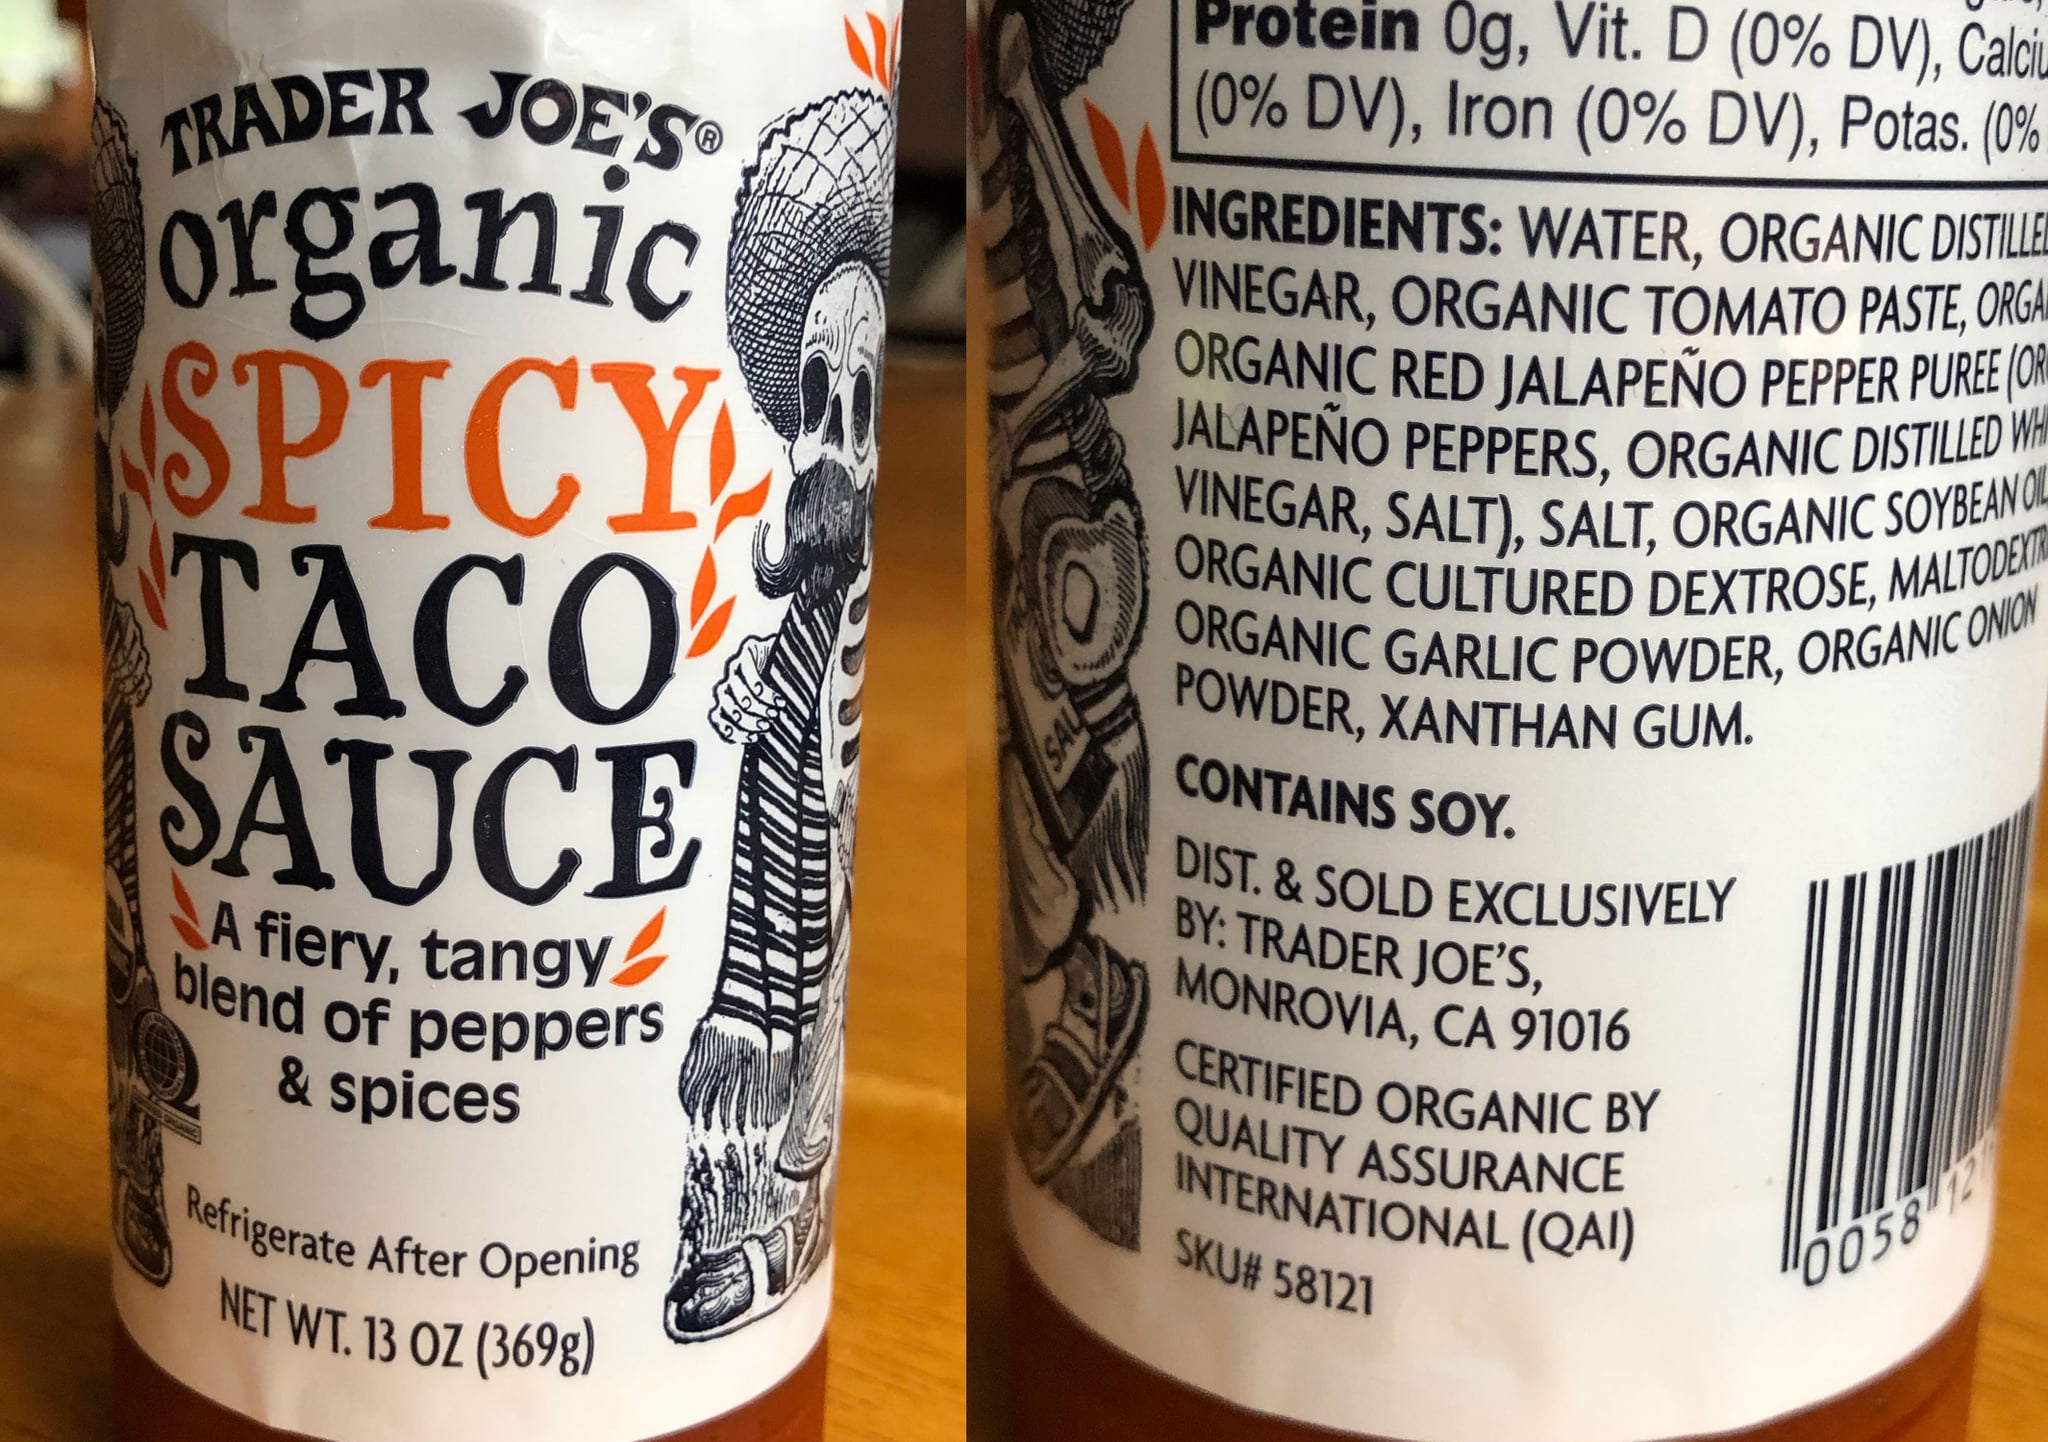 TRADER JOE'S®
organic
SPICY
TACO
SAUCE
A fiery, tangy
blend of peppers
& spices
Refrigerate After Opening
NET WT. 13 OZ (369g)
Protein 0g, Vit. D (0% DV),
(0% DV), Iron (0% DV), Potas. (0%
INGREDIENTS: WATER, ORGANIC DISTILLED
VINEGAR, ORGANIC TOMATO PASTE,
ORGANIC RED JALAPEÑO PEPPER PUREE
JALAPEÑO PEPPERS, ORGANIC DISTILLED
VINEGAR, SALT), SALT, ORGANIC SOYBEAN OIL
ORGANIC CULTURED DEXTROSE,
ORGANIC GARLIC POWDER, ORGANIC ONION
POWDER, XANTHAN GUM.
CONTAINS SOY.
DIST. & SOLD EXCLUSIVELY
BY: TRADER JOE'S,
MONROVIA, CA 91016
CERTIFIED ORGANIC BY
QUALITY ASSURANCE
INTERNATIONAL (QAI)
SKU# 58121
0058
SAL